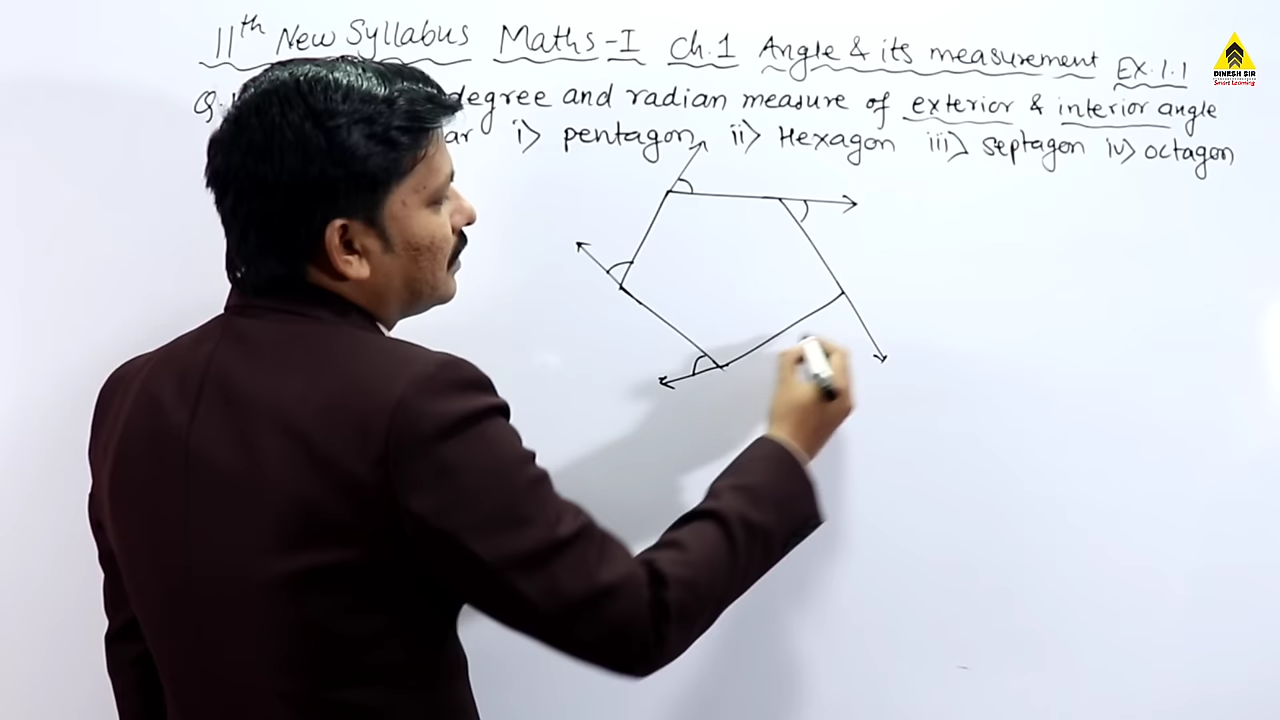 11th New Syllabus Maths-I Ch.1 Angle & its measurement Ex.1.1
Q. degree and radian measure of exterior & interior angle
ar i) pentagon ii) Hexagon iii) septagon iv) octagon
DINESH SIR
Smart Learning